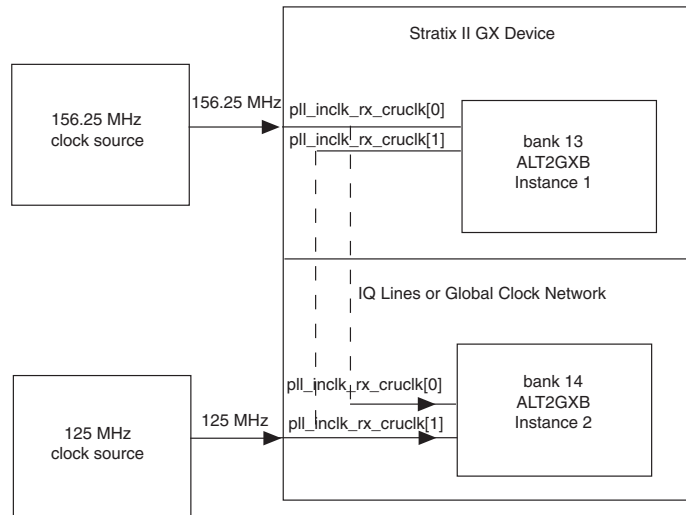 Stratix II GX Device
156.25 MHz
clock source
156.25 MHz
pll_inclk_rx_cruclk[0]
pll_inclk_rx_cruclk[1]
bank 13
ALT2GXB
Instance 1
IQ Lines or Global Clock Network
125 MHz
clock source
125 MHz
pll_inclk_rx_cruclk[0]
pll_inclk_rx_cruclk[1]
bank 14
ALT2GXB
Instance 2